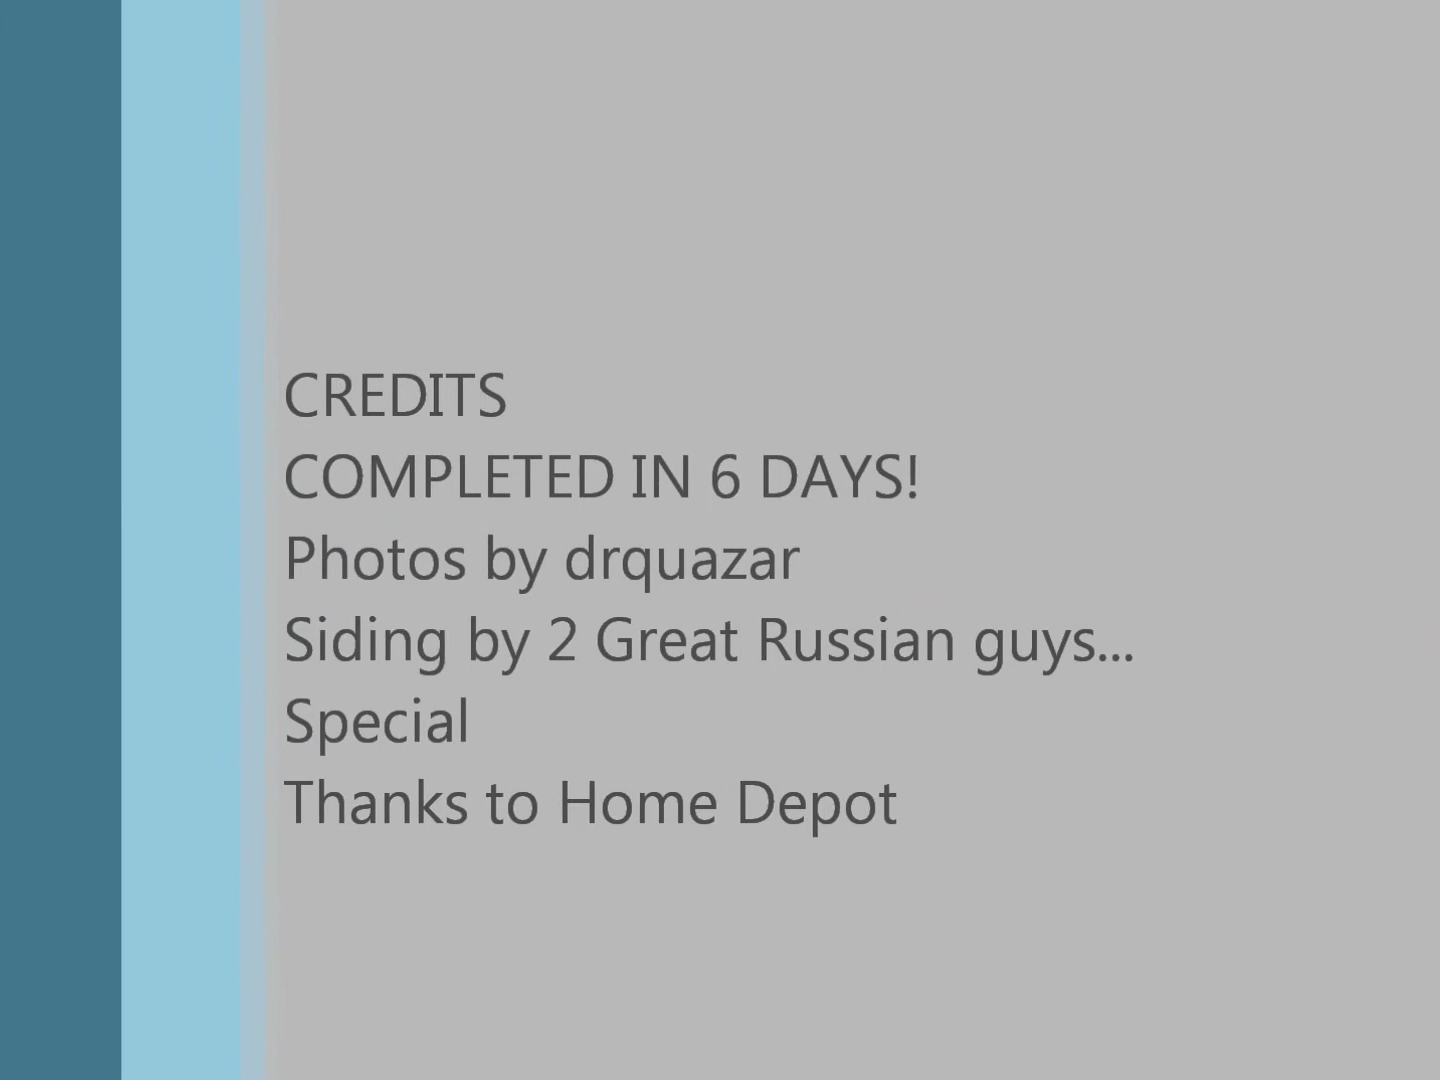 CREDITS
COMPLETED IN 6 DAYS!
Photos by drquazar
Siding by 2 Great Russian guys...
Special
Thanks to Home Depot